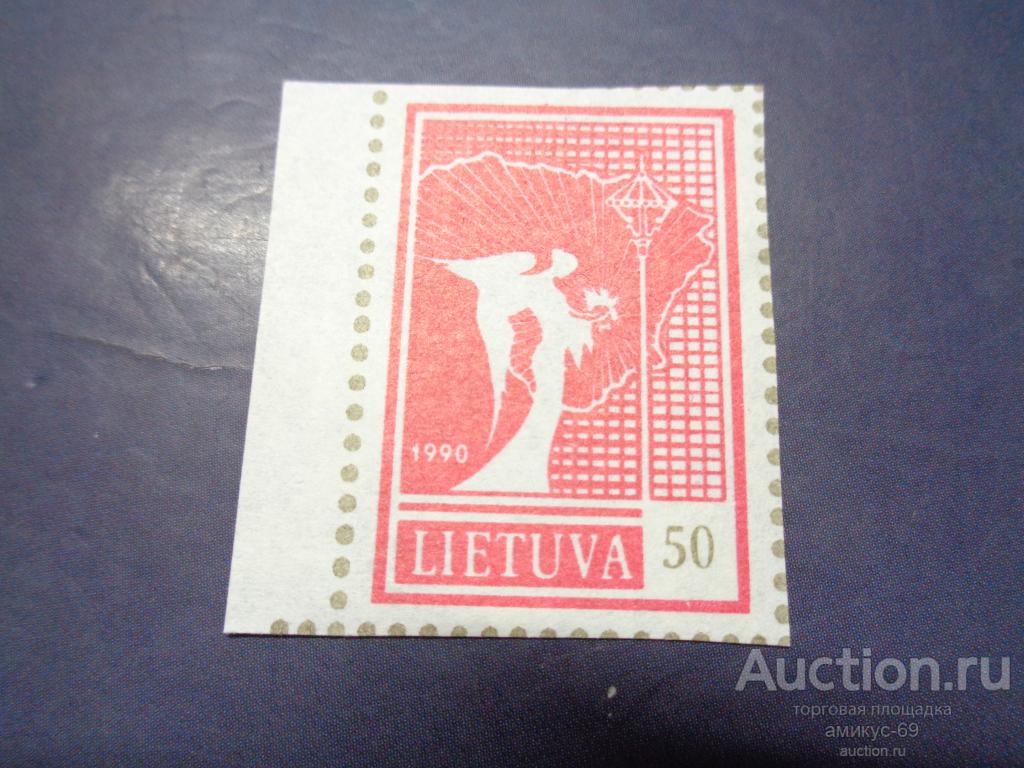 1990
LIETUVA
50
Auction.ru
торговая площадка
амикус-69
auction.ru